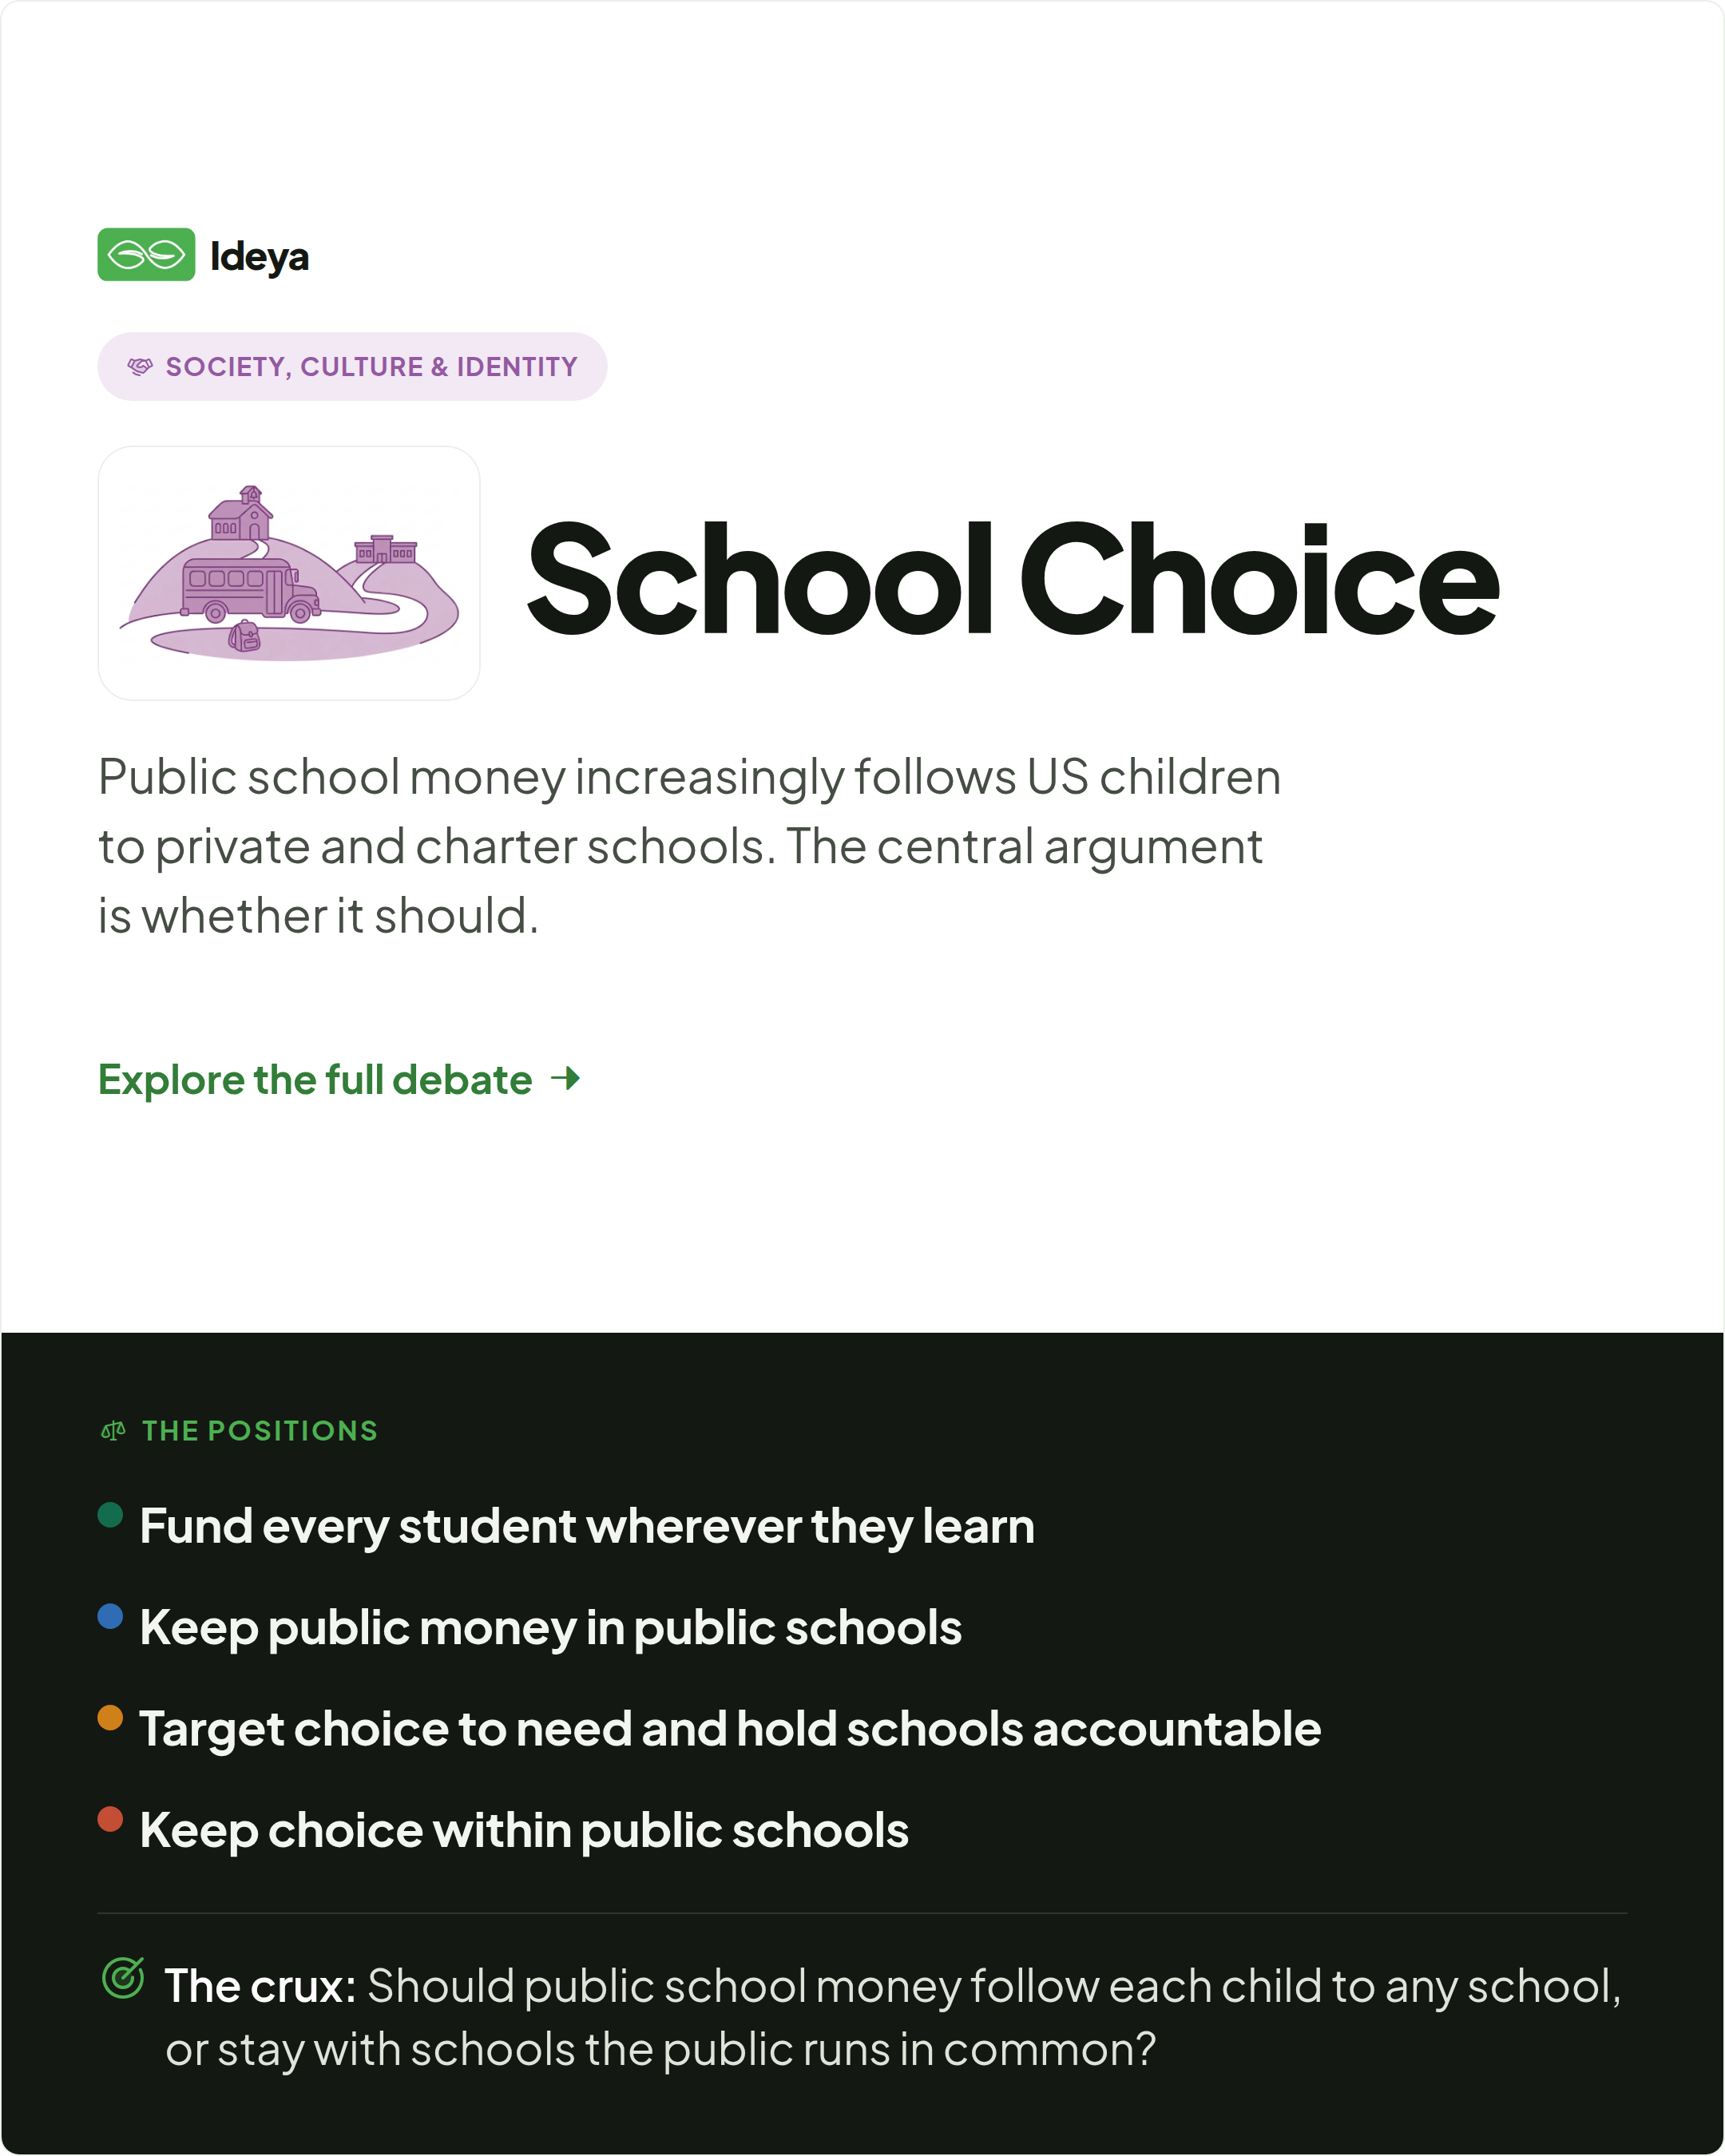 Ideya
SOCIETY, CULTURE & IDENTITY
School Choice
Public school money increasingly follows US children
to private and charter schools. The central argument
is whether it should.
Explore the full debate
THE POSITIONS
Fund every student wherever they learn
Keep public money in public schools
Target choice to need and hold schools accountable
Keep choice within public schools
The crux: Should public school money follow each child to any school,
or stay with schools the public runs in common?